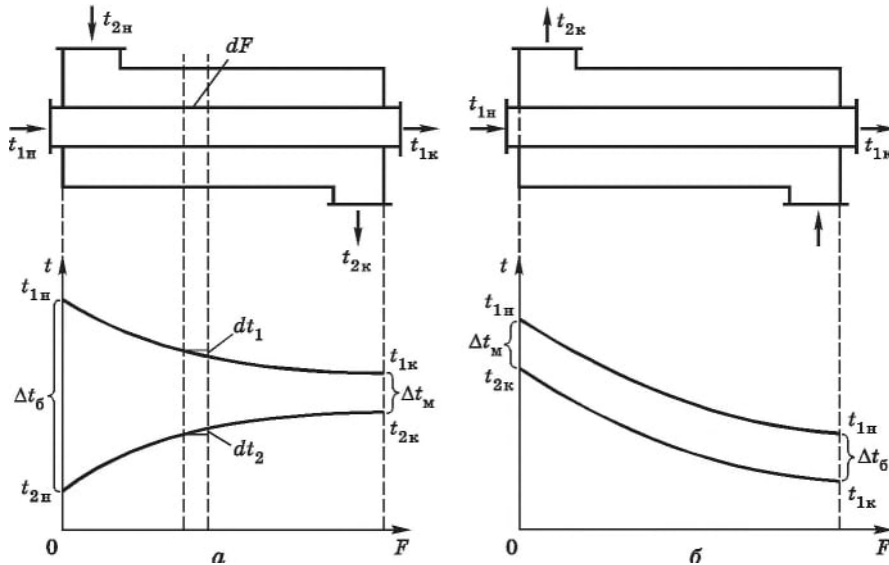 t₂н
dF
t₁н
t₁к
t₂к
t
t₁н
dt₁
t₁к
Δtб
Δtм
t₂к
dt₂
t₂н
0
а
F
t₂к
t₁н
t₁к
t
t₁н
Δtм
t₂к
t₁н
Δtб
t₁к
0
б
F